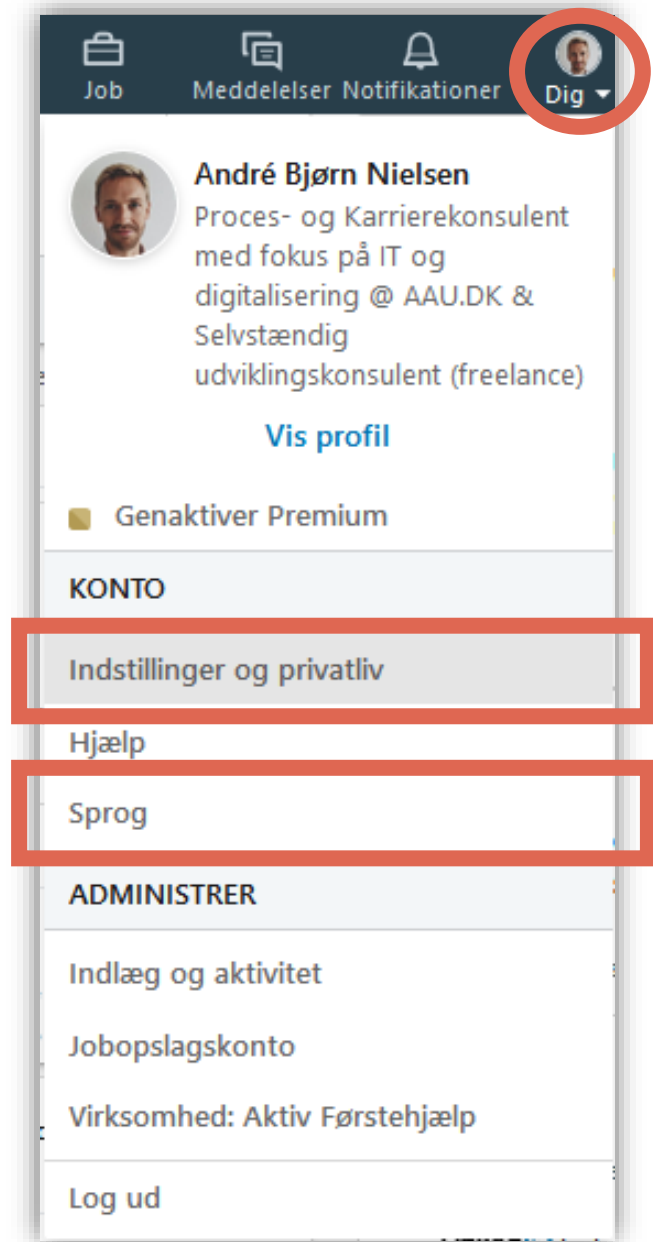 Job Meddelelser Notifikationer Dig
André Bjørn Nielsen
Proces- og Karrierekonsulent
med fokus på IT og
digitalisering @ AAU.DK &
Selvstændig
udviklingskonsulent (freelance)
Vis profil
Genaktiver Premium
KONTO
Indstillinger og privatliv
Hjælp
Sprog
ADMINISTRER
Indlæg og aktivitet
Jobopslagskonto
Virksomhed: Aktiv Førstehjælp
Log ud